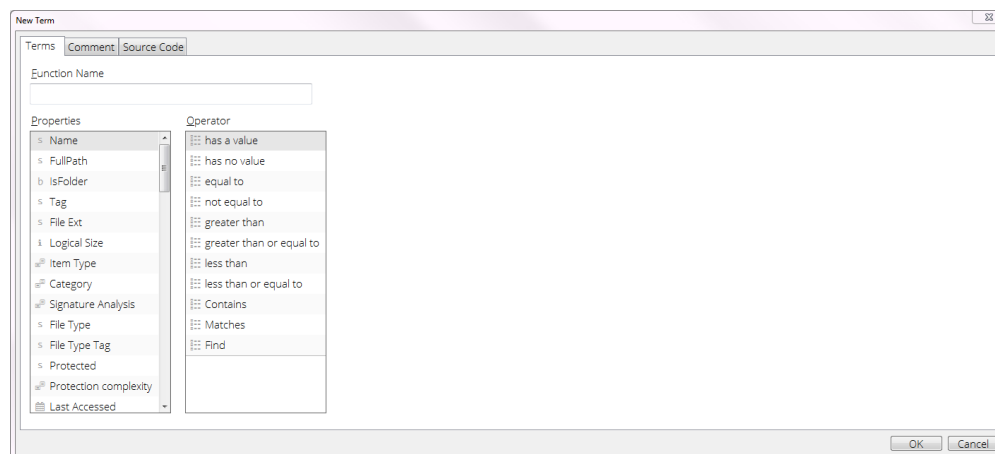 New Term
Terms Comment Source Code
Function Name
Properties Operator
s Name has a value
s FullPath has no value
b IsFolder equal to
s Tag not equal to
s File Ext greater than
i Logical Size greater than or equal to
Item Type less than
Category less than or equal to
Signature Analysis Contains
s File Type Matches
s File Type Tag Find
s Protected
Protection complexity
Last Accessed
OK Cancel